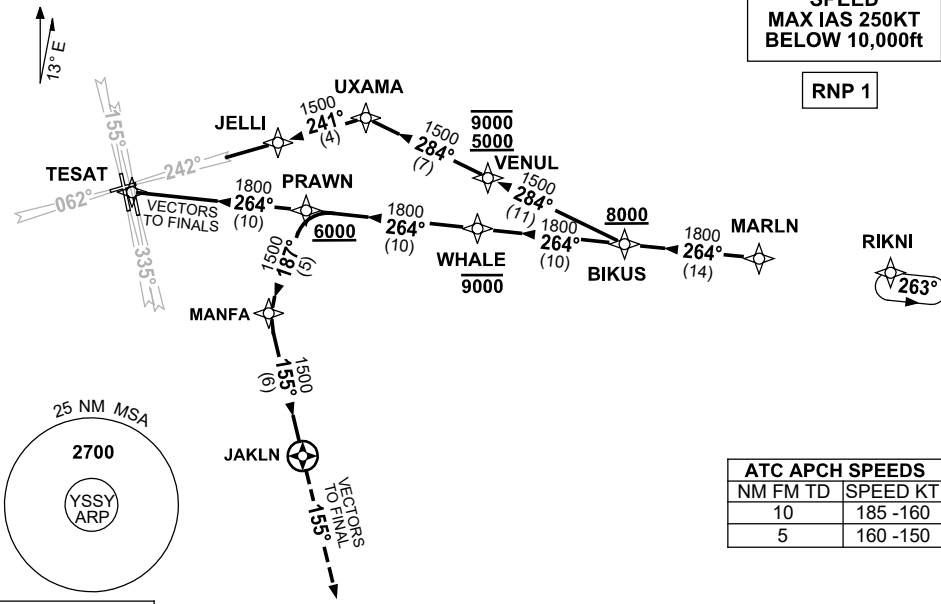 SPEED
MAX IAS 250KT
BELOW 10,000ft
RNP 1
13° E
UXAMA
1500
241°
(4)
JELLI
9000
5000
1500
284°
(7)
VENUL
1500
284°
(11)
155°
242°
062°
335°
TESAT
VECTORS
TO FINALS
1800
264°
(10)
PRAWN
6000
1800
264°
(10)
WHALE
9000
1800
264°
(10)
8000
BIKUS
1800
264°
(14)
MARLN
RIKNI
263°
1500
187°
(5)
MANFA
1500
155°
(6)
JAKLN
VECTORS
TO FINAL
155°
25 NM MSA
2700
YSSY
ARP
ATC APCH SPEEDS
NM FM TD SPEED KT
10 185 -160
5 160 -150